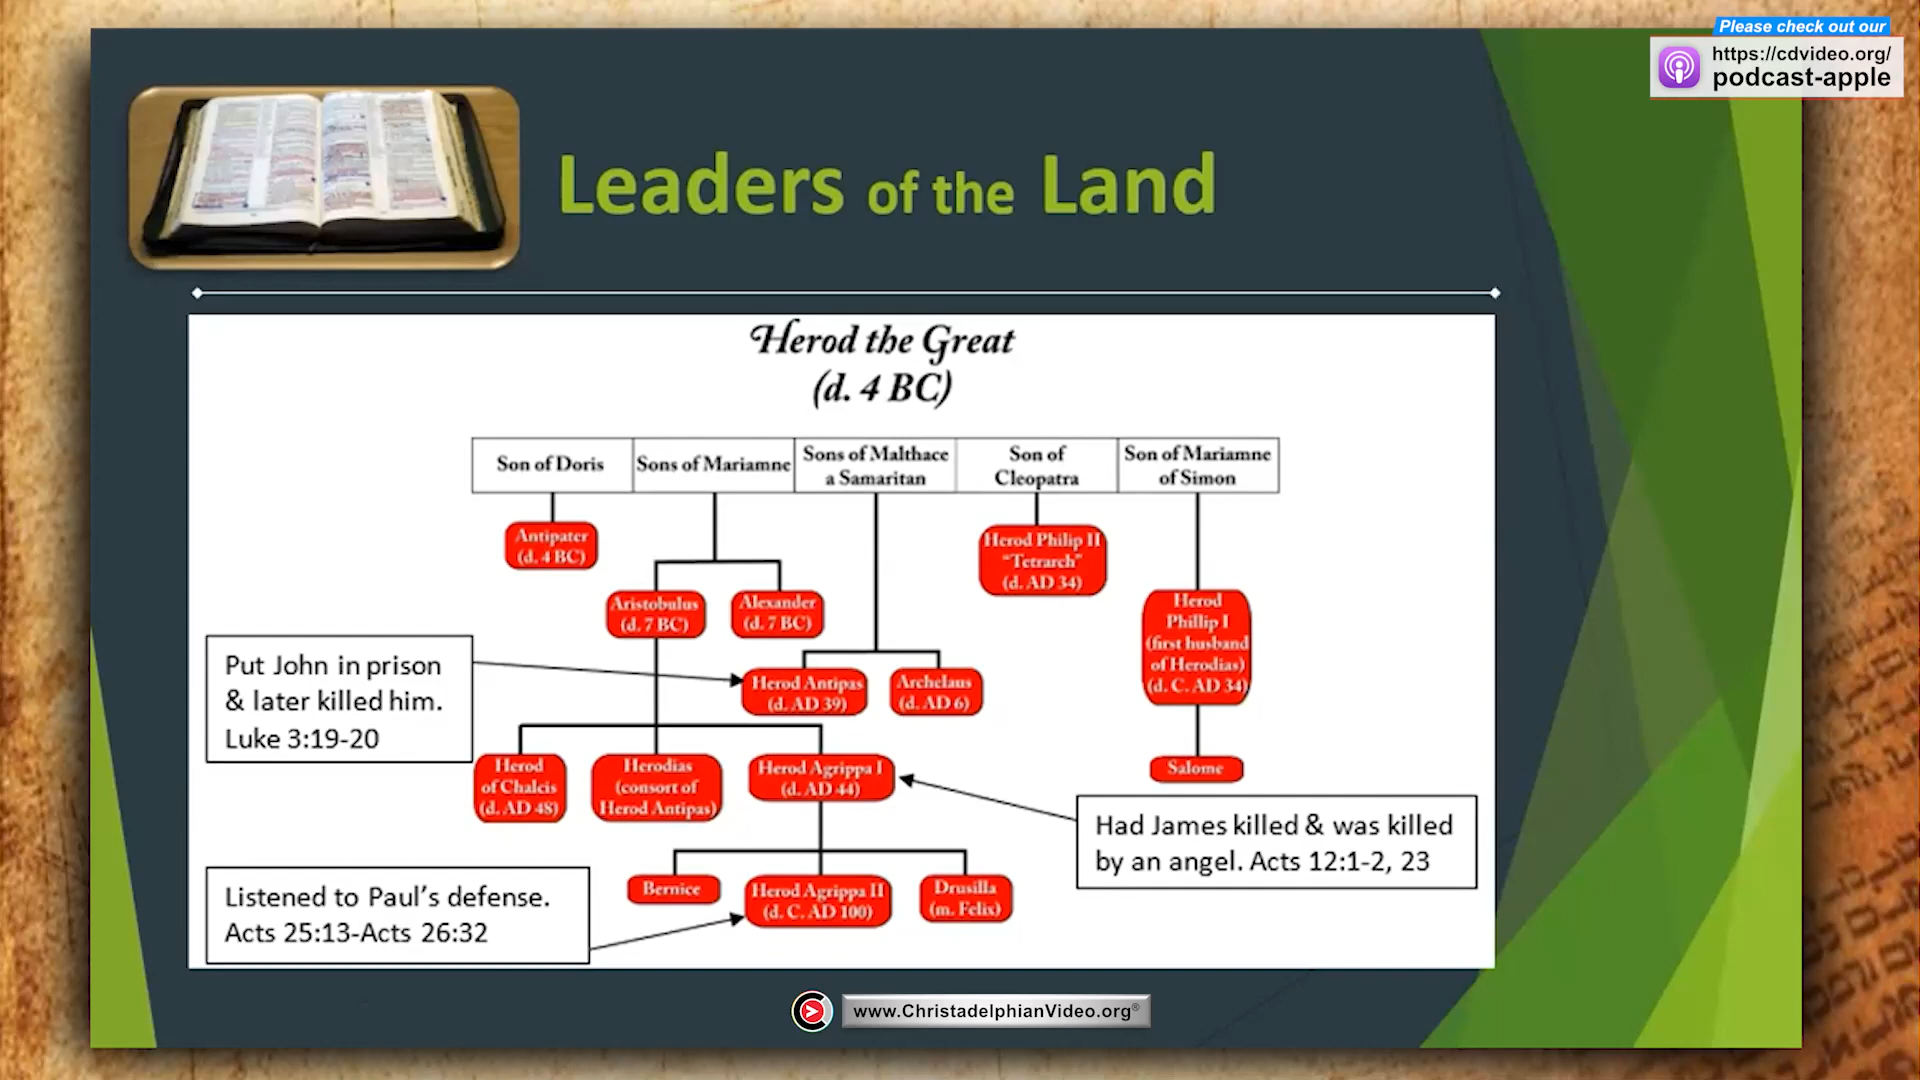 Please check out our
https://cdvideo.org/
podcast-apple
Leaders of the Land
Herod the Great
(d. 4 BC)
Son of Doris
Sons of Mariamne
Sons of Malthace
a Samaritan
Son of
Cleopatra
Son of Mariamne
of Simon
Antipater
(d. 4 BC)
Herod Philip II
"Tetrarch"
(d. AD 34)
Aristobulus
(d. 7 BC)
Alexander
(d. 7 BC)
Herod
Phillip I
(first husband
of Herodias)
(d. C. AD 34)
Put John in prison
& later killed him.
Luke 3:19-20
Herod Antipas
(d. AD 39)
Archelaus
(d. AD 6)
Herod
of Chalcis
(d. AD 48)
Herodias
(consort of
Herod Antipas)
Herod Agrippa I
(d. AD 44)
Salome
Had James killed & was killed
by an angel. Acts 12:1-2, 23
Listened to Paul's defense.
Acts 25:13-Acts 26:32
Bernice
Herod Agrippa II
(d. C. AD 100)
Drusilla
(m. Felix)
www.ChristadelphianVideo.org®